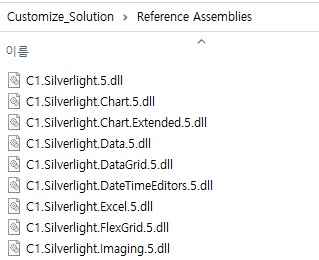 Customize_Solution > Reference Assemblies
이름
C1.Silverlight.5.dll
C1.Silverlight.Chart.5.dll
C1.Silverlight.Chart.Extended.5.dll
C1.Silverlight.Data.5.dll
C1.Silverlight.DataGrid.5.dll
C1.Silverlight.DateTimeEditors.5.dll
C1.Silverlight.Excel.5.dll
C1.Silverlight.FlexGrid.5.dll
C1.Silverlight.Imaging.5.dll